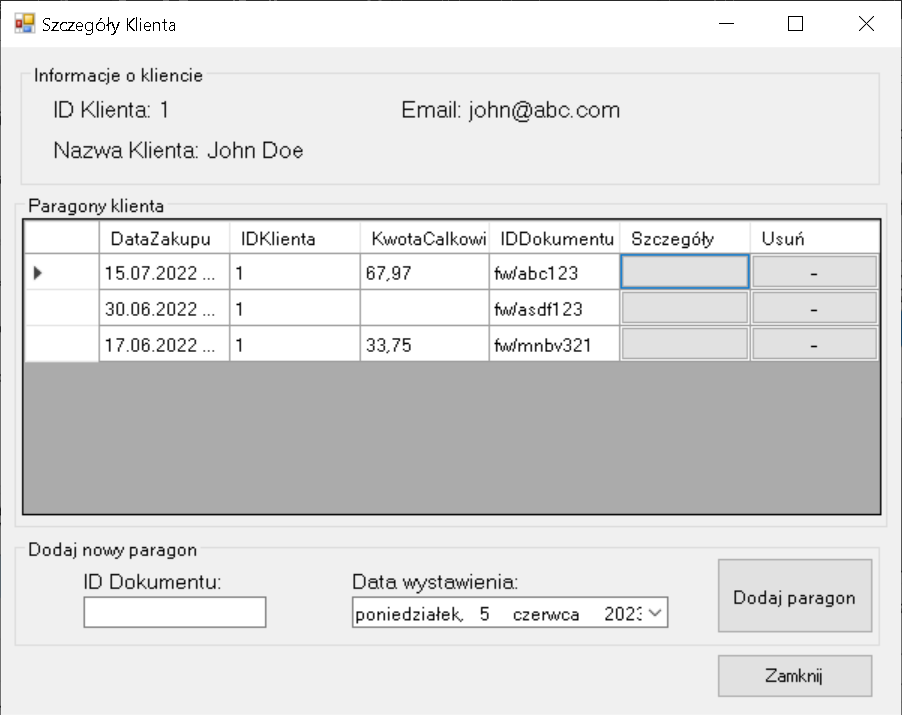 Szczegóły Klienta
Informacje o kliencie
ID Klienta: 1 Email: john@abc.com
Nazwa Klienta: John Doe
Paragony klienta
DataZakupu IDKlienta KwotaCalkowi IDDokumentu Szczegóły Usuń
15.07.2022 ... 1 67,97 fw/abc123 -
30.06.2022 ... 1 fw/asdf123 -
17.06.2022 ... 1 33,75 fw/mnbv321 -
Dodaj nowy paragon
ID Dokumentu: Data wystawienia:
poniedziałek, 5 czerwca 2023 Dodaj paragon
Zamknij